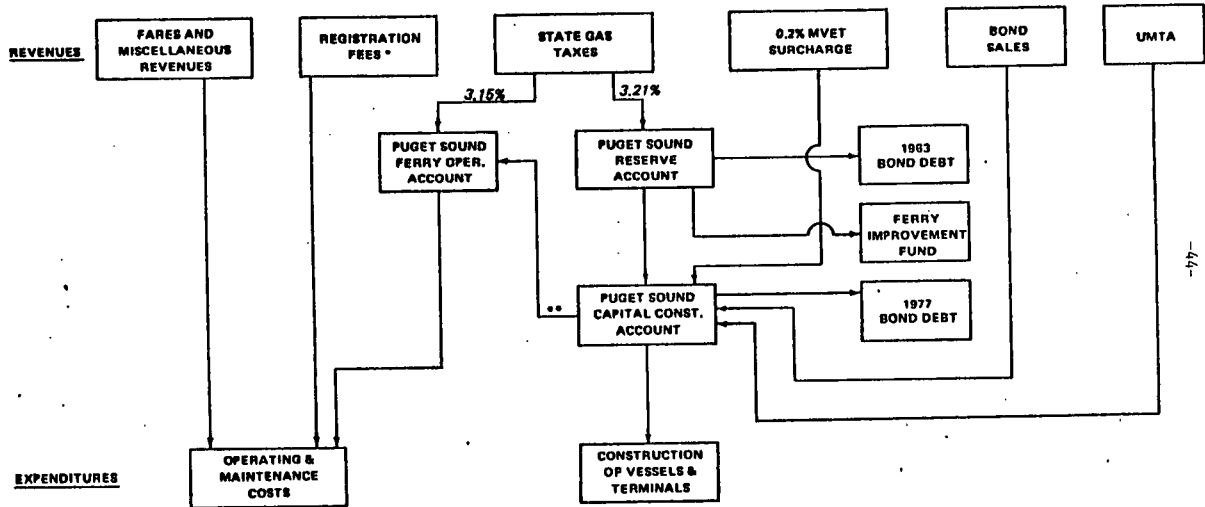 REVENUES
FARES AND
MISCELLANEOUS
REVENUES
REGISTRATION
FEES *
STATE GAS
TAXES
0.2% MVET
SURCHARGE
BOND
SALES
UMTA
3.15%
3.21%
PUGET SOUND
FERRY OPER.
ACCOUNT
PUGET SOUND
RESERVE
ACCOUNT
1963
BOND DEBT
FERRY
IMPROVEMENT
FUND
-44-
**
PUGET SOUND
CAPITAL CONST.
ACCOUNT
1977
BOND DEBT
EXPENDITURES
OPERATING &
MAINTENANCE
COSTS
CONSTRUCTION
OF VESSELS &
TERMINALS